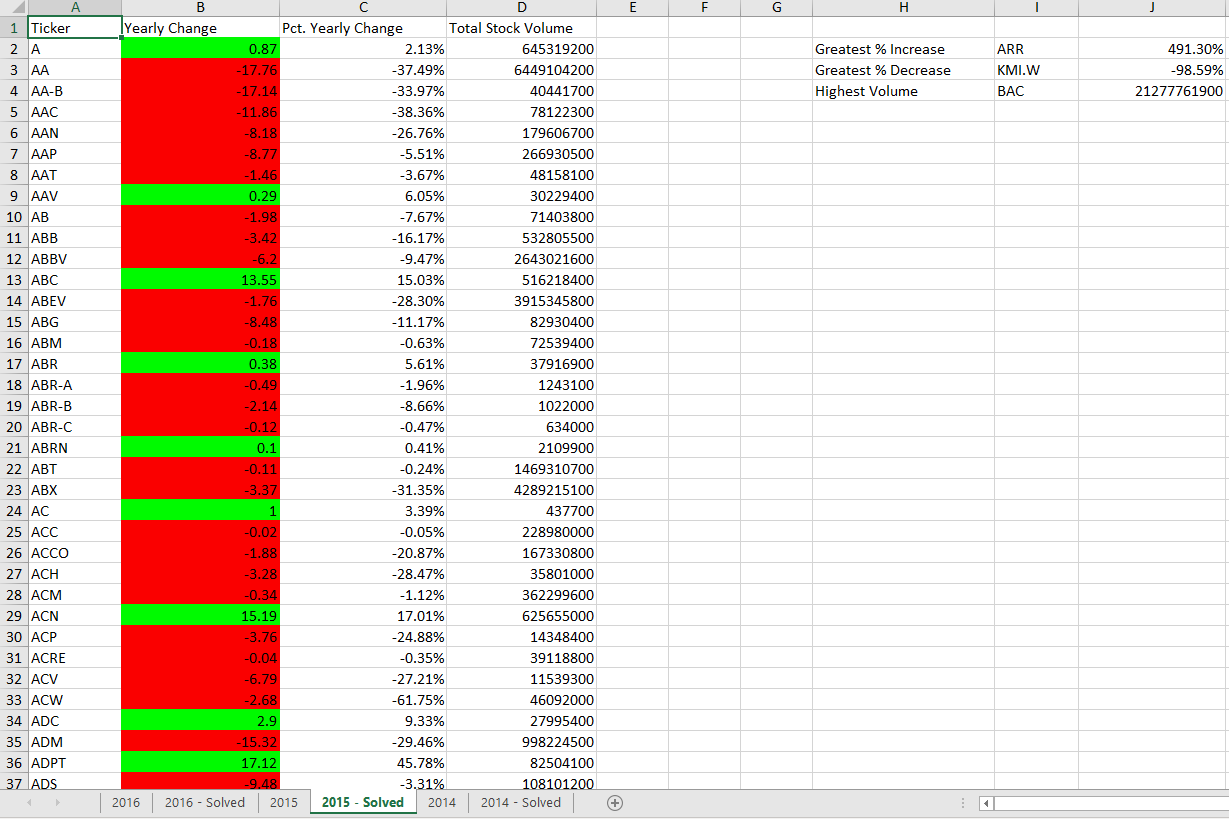 A B C D E F G H I J
1 Ticker Yearly Change Pct. Yearly Change Total Stock Volume
2 A 0.87 2.13% 645319200 Greatest % Increase ARR 491.30%
3 AA -17.76 -37.49% 6449104200 Greatest % Decrease KMI.W -98.59%
4 AA-B -17.14 -33.97% 40441700 Highest Volume BAC 21277761900
5 AAC -11.86 -38.36% 78122300
6 AAN -8.18 -26.76% 179606700
7 AAP -8.77 -5.51% 266930500
8 AAT -1.46 -3.67% 48158100
9 AAV 0.29 6.05% 30229400
10 AB -1.98 -7.67% 71403800
11 ABB -3.42 -16.17% 532805500
12 ABBV -6.2 -9.47% 2643021600
13 ABC 13.55 15.03% 516218400
14 ABEV -1.76 -28.30% 3915345800
15 ABG -8.48 -11.17% 82930400
16 ABM -0.18 -0.63% 72539400
17 ABR 0.38 5.61% 37916900
18 ABR-A -0.49 -1.96% 1243100
19 ABR-B -2.14 -8.66% 1022000
20 ABR-C -0.12 -0.47% 634000
21 ABRN 0.1 0.41% 2109900
22 ABT -0.11 -0.24% 1469310700
23 ABX -3.37 -31.35% 4289215100
24 AC 1 3.39% 437700
25 ACC -0.02 -0.05% 228980000
26 ACCO -1.88 -20.87% 167330800
27 ACH -3.28 -28.47% 35801000
28 ACM -0.34 -1.12% 362299600
29 ACN 15.19 17.01% 625655000
30 ACP -3.76 -24.88% 14348400
31 ACRE -0.04 -0.35% 39118800
32 ACV -6.79 -27.21% 11539300
33 ACW -2.68 -61.75% 46092000
34 ADC 2.9 9.33% 27995400
35 ADM -15.32 -29.46% 998224500
36 ADPT 17.12 45.78% 82504100
37 ADS -9.48 -3.31% 108101200
2016 2016 - Solved 2015 2015 - Solved 2014 2014 - Solved